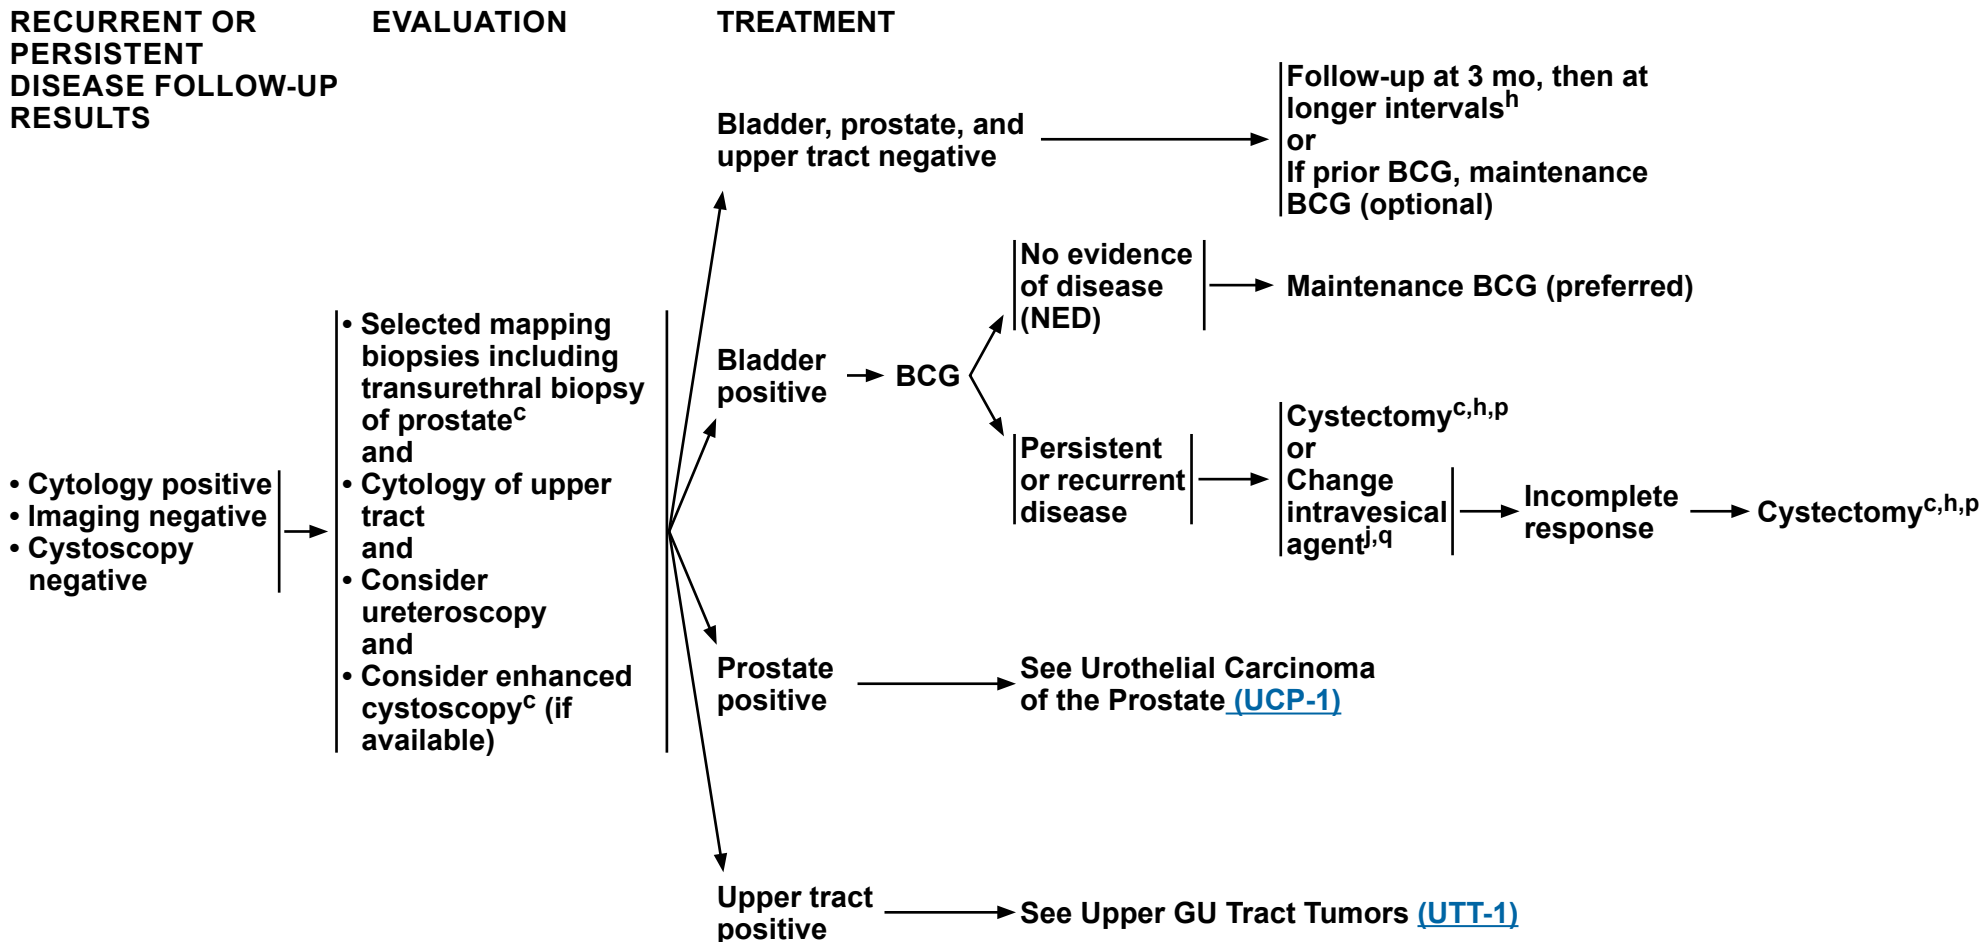 RECURRENT OR
PERSISTENT
DISEASE FOLLOW-UP
RESULTS
EVALUATION
TREATMENT
• Cytology positive
• Imaging negative
• Cystoscopy
negative
• Selected mapping
biopsies including
transurethral biopsy
of prostatec
and
• Cytology of upper
tract
and
• Consider
ureteroscopy
and
• Consider enhanced
cystoscopyc (if
available)
Bladder, prostate, and
upper tract negative
Follow-up at 3 mo, then at
longer intervalsh
or
If prior BCG, maintenance
BCG (optional)
Bladder
positive
BCG
No evidence
of disease
(NED)
Maintenance BCG (preferred)
Persistent
or recurrent
disease
Cystectomyc,h,p
or
Change
intravesical
agentj,q
Incomplete
response
Cystectomyc,h,p
Prostate
positive
See Urothelial Carcinoma
of the Prostate (UCP-1)
Upper tract
positive
See Upper GU Tract Tumors (UTT-1)